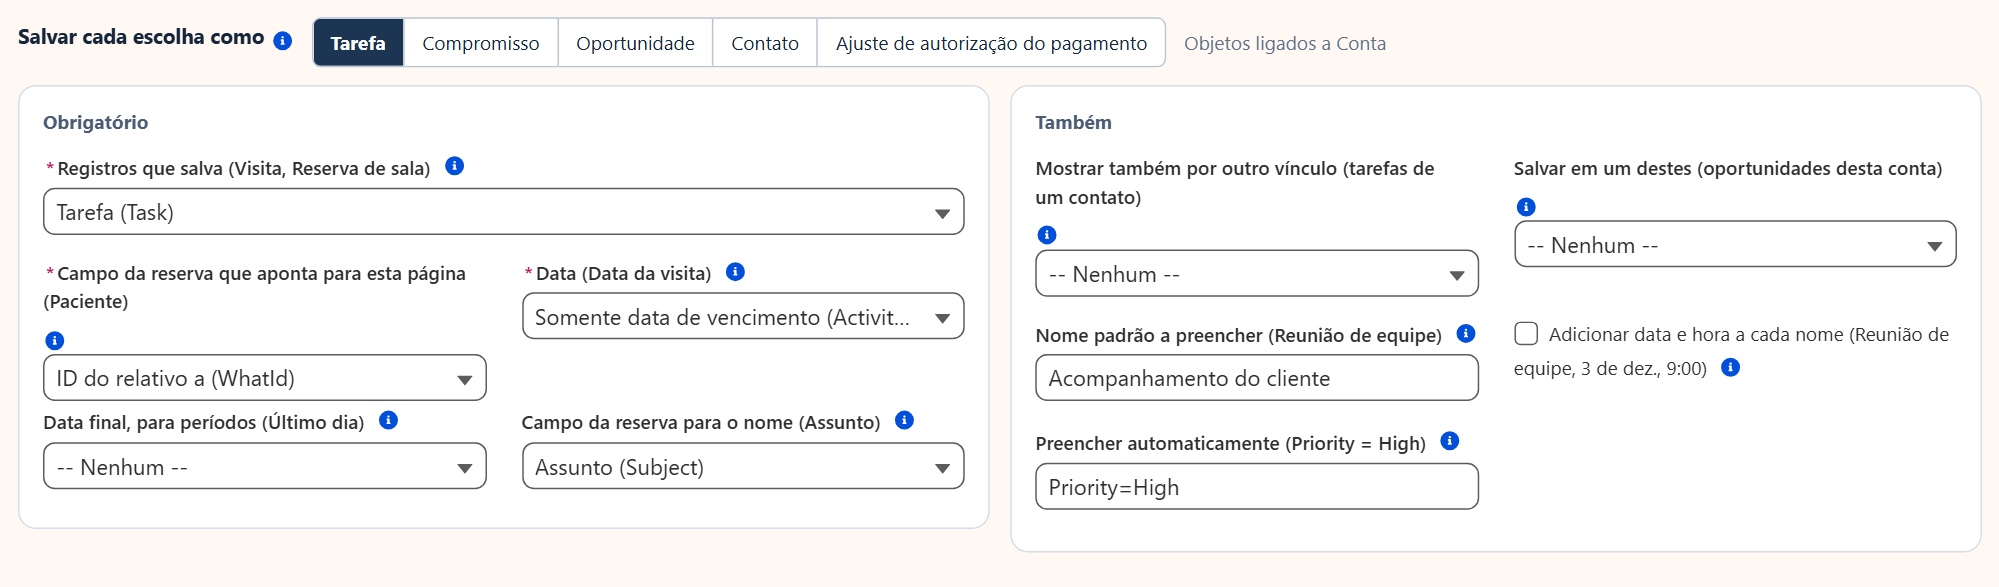 Salvar cada escolha como
Tarefa
Compromisso
Oportunidade
Contato
Ajuste de autorização do pagamento
Objetos ligados a Conta
Obrigatório
* Registros que salva (Visita, Reserva de sala)
Tarefa (Task)
* Campo da reserva que aponta para esta página
(Paciente)
ID do relativo a (WhatId)
* Data (Data da visita)
Somente data de vencimento (Activit...
Data final, para períodos (Último dia)
-- Nenhum --
Campo da reserva para o nome (Assunto)
Assunto (Subject)
Também
Mostrar também por outro vínculo (tarefas de
um contato)
-- Nenhum --
Salvar em um destes (oportunidades desta conta)
-- Nenhum --
Nome padrão a preencher (Reunião de equipe)
Acompanhamento do cliente
Adicionar data e hora a cada nome (Reunião de
equipe, 3 de dez., 9:00)
Preencher automaticamente (Priority = High)
Priority=High